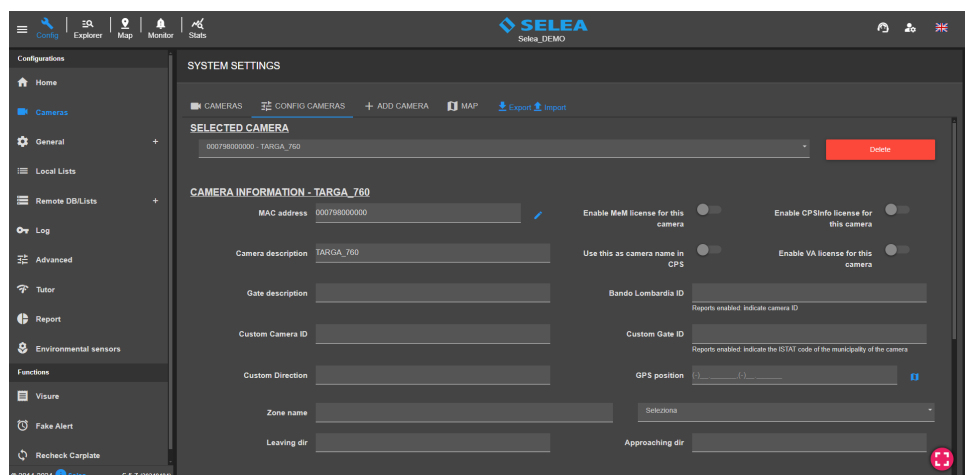 SELEA
Selea_DEMO
Config
Explorer
Map
Monitor
Stats
Configurations
Home
Cameras
General +
Local Lists
Remote DB/Lists +
Log
Advanced
Tutor
Report
Environmental sensors
Functions
Visure
Fake Alert
Recheck Carplate
SYSTEM SETTINGS
CAMERAS
CONFIG CAMERAS
+ ADD CAMERA
MAP
Export
Import
SELECTED CAMERA
000798000000 - TARGA_760
Delete
CAMERA INFORMATION - TARGA_760
MAC address
000798000000
Enable MeM license for this
camera
Enable CPSInfo license for
this camera
Camera description
TARGA_760
Use this as camera name in
CPS
Enable VA license for this
camera
Gate description
Bando Lombardia ID
Reports enabled: indicate camera ID
Custom Camera ID
Custom Gate ID
Reports enabled: indicate the ISTAT code of the municipality of the camera
Custom Direction
GPS position
Zone name
Seleziona
Leaving dir
Approaching dir